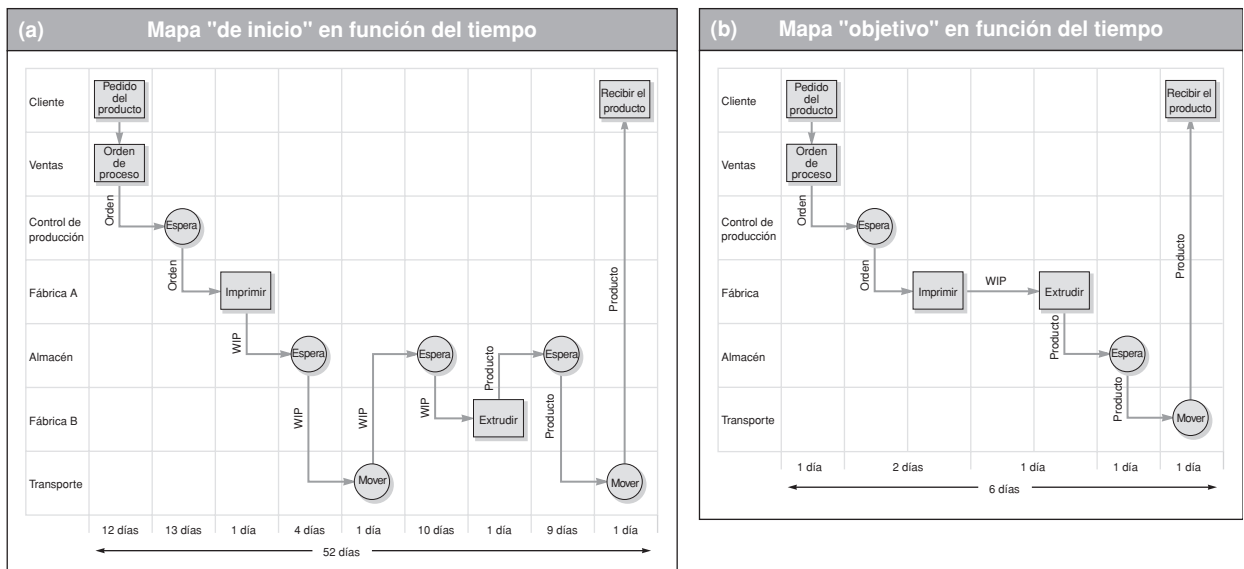 (a) Mapa "de inicio" en función del tiempo
Cliente
Pedido
del
producto
Recibir el
producto
Ventas
Orden
de
proceso
Orden
Control de
producción
Espera
Orden
Fábrica A
Imprimir
WIP
Producto
Almacén
Espera
Espera
Espera
WIP
WIP
WIP
Producto
Producto
Fábrica B
Extrudir
Transporte
Mover
Mover
12 días 13 días 1 día 4 días 1 día 10 días 1 día 9 días 1 día
52 días
(b) Mapa "objetivo" en función del tiempo
Cliente
Pedido
del
producto
Recibir el
producto
Ventas
Orden
de
proceso
Orden
Control de
producción
Espera
Orden
Producto
Fábrica
Imprimir
WIP
Extrudir
Producto
Almacén
Espera
Producto
Transporte
Mover
1 día 2 días 1 día 1 día 1 día
6 días